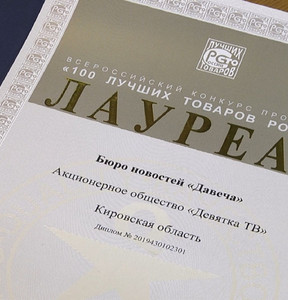 ЛУЧШИХ
ТОВАРОВ
ВСЕРОССИЙСКИЙ КОНКУРС ПРО
«100 ЛУЧШИХ ТОВАРОВ РО
ЛАУРЕА
Бюро новостей «Давеча»
Акционерное общество «Девятка ТВ»
Кировская область
Диплом № 2019430102301